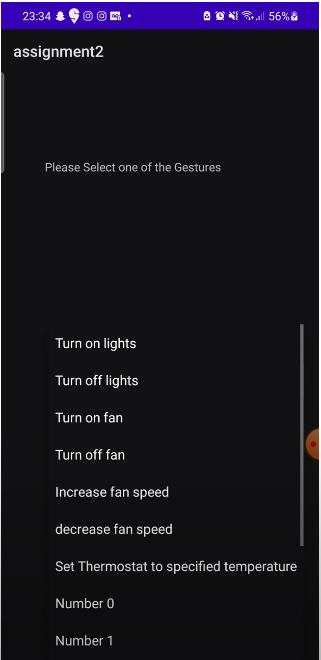 23:34
56%
assignment2
Please Select one of the Gestures
Turn on lights
Turn off lights
Turn on fan
Turn off fan
Increase fan speed
decrease fan speed
Set Thermostat to specified temperature
Number 0
Number 1